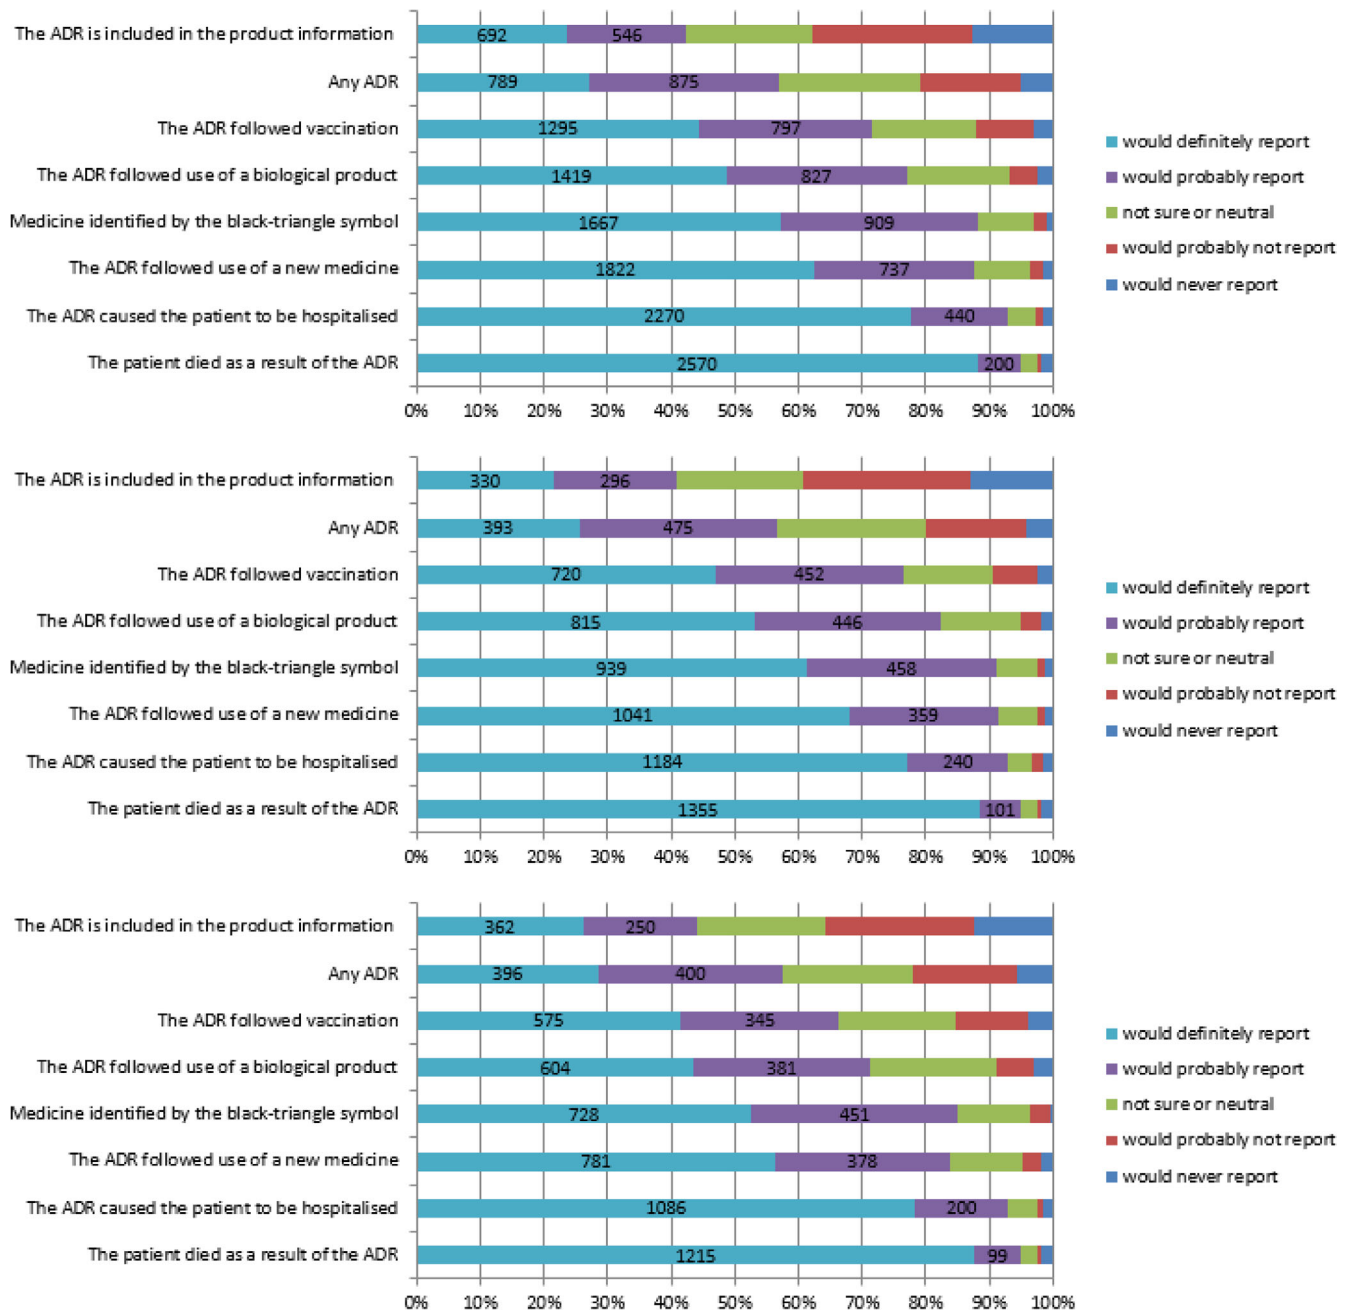 The ADR is included in the product information 692 546
Any ADR 789 875
The ADR followed vaccination 1295 797
The ADR followed use of a biological product 1419 827
Medicine identified by the black-triangle symbol 1667 909
The ADR followed use of a new medicine 1822 737
The ADR caused the patient to be hospitalised 2270 440
The patient died as a result of the ADR 2570 200
0% 10% 20% 30% 40% 50% 60% 70% 80% 90% 100%
would definitely report
would probably report
not sure or neutral
would probably not report
would never report
The ADR is included in the product information 330 296
Any ADR 393 475
The ADR followed vaccination 720 452
The ADR followed use of a biological product 815 446
Medicine identified by the black-triangle symbol 939 458
The ADR followed use of a new medicine 1041 359
The ADR caused the patient to be hospitalised 1184 240
The patient died as a result of the ADR 1355 101
0% 10% 20% 30% 40% 50% 60% 70% 80% 90% 100%
would definitely report
would probably report
not sure or neutral
would probably not report
would never report
The ADR is included in the product information 362 250
Any ADR 396 400
The ADR followed vaccination 575 345
The ADR followed use of a biological product 604 381
Medicine identified by the black-triangle symbol 728 451
The ADR followed use of a new medicine 781 378
The ADR caused the patient to be hospitalised 1086 200
The patient died as a result of the ADR 1215 99
0% 10% 20% 30% 40% 50% 60% 70% 80% 90% 100%
would definitely report
would probably report
not sure or neutral
would probably not report
would never report